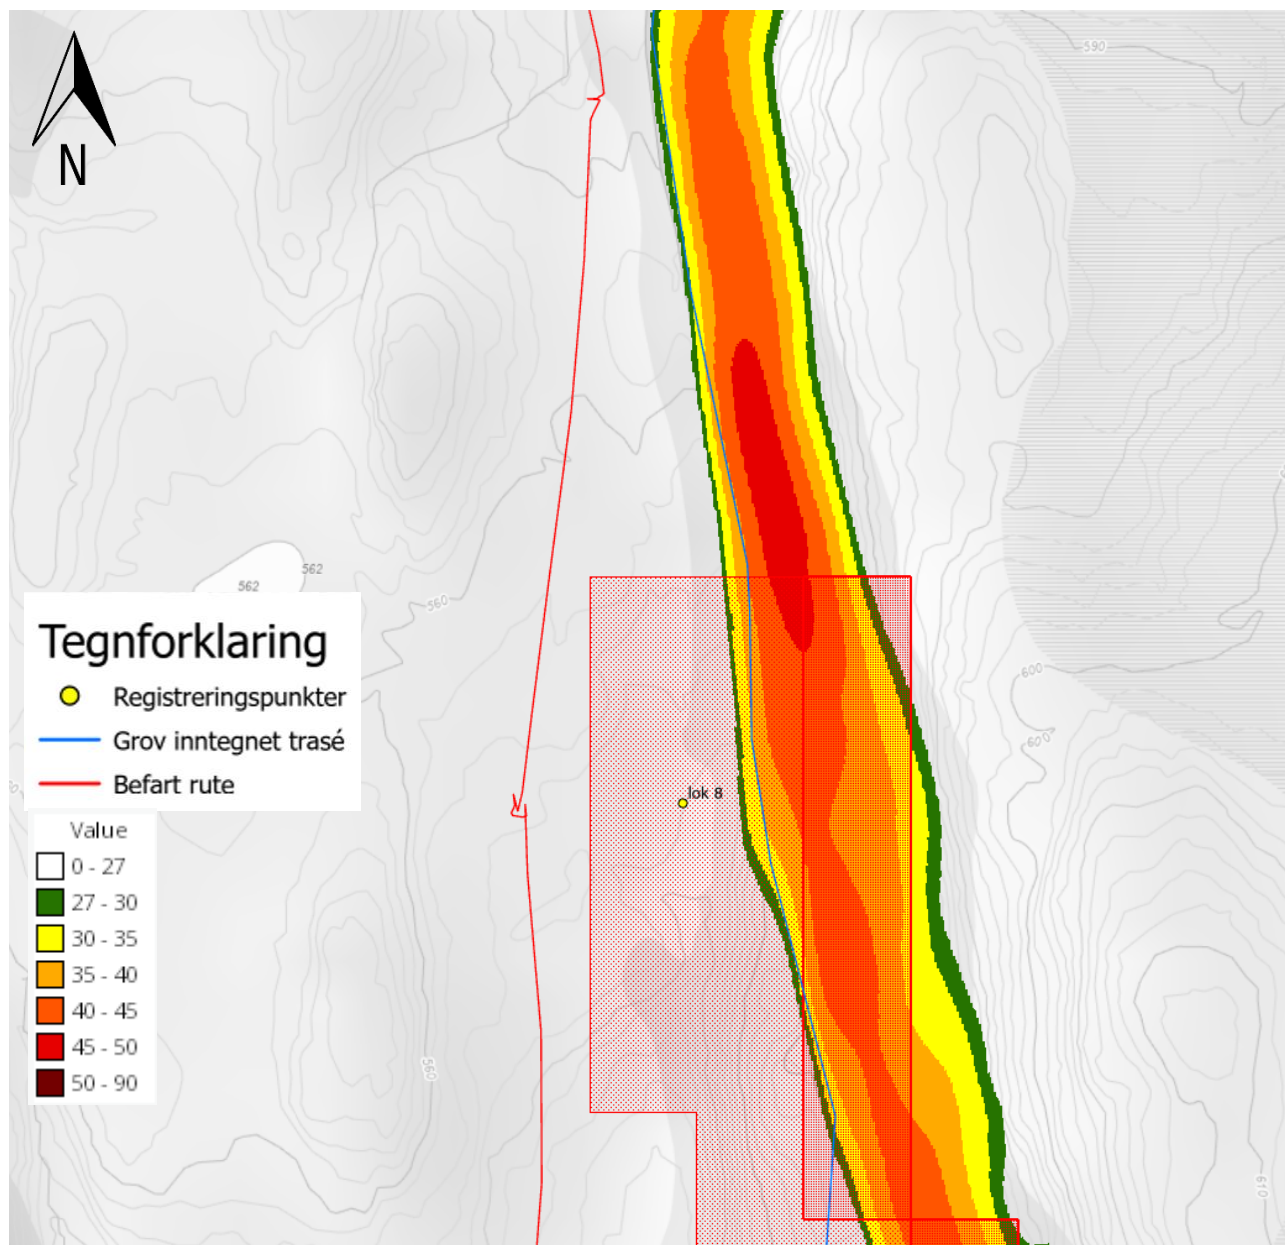 590
N
562
562
560
Tegnforklaring
Registreringspunkter
Grov inntegnet trasé
Befart rute
600
600
lok 8
Value
0 - 27
27 - 30
30 - 35
35 - 40
40 - 45
45 - 50
50 - 90
560
610